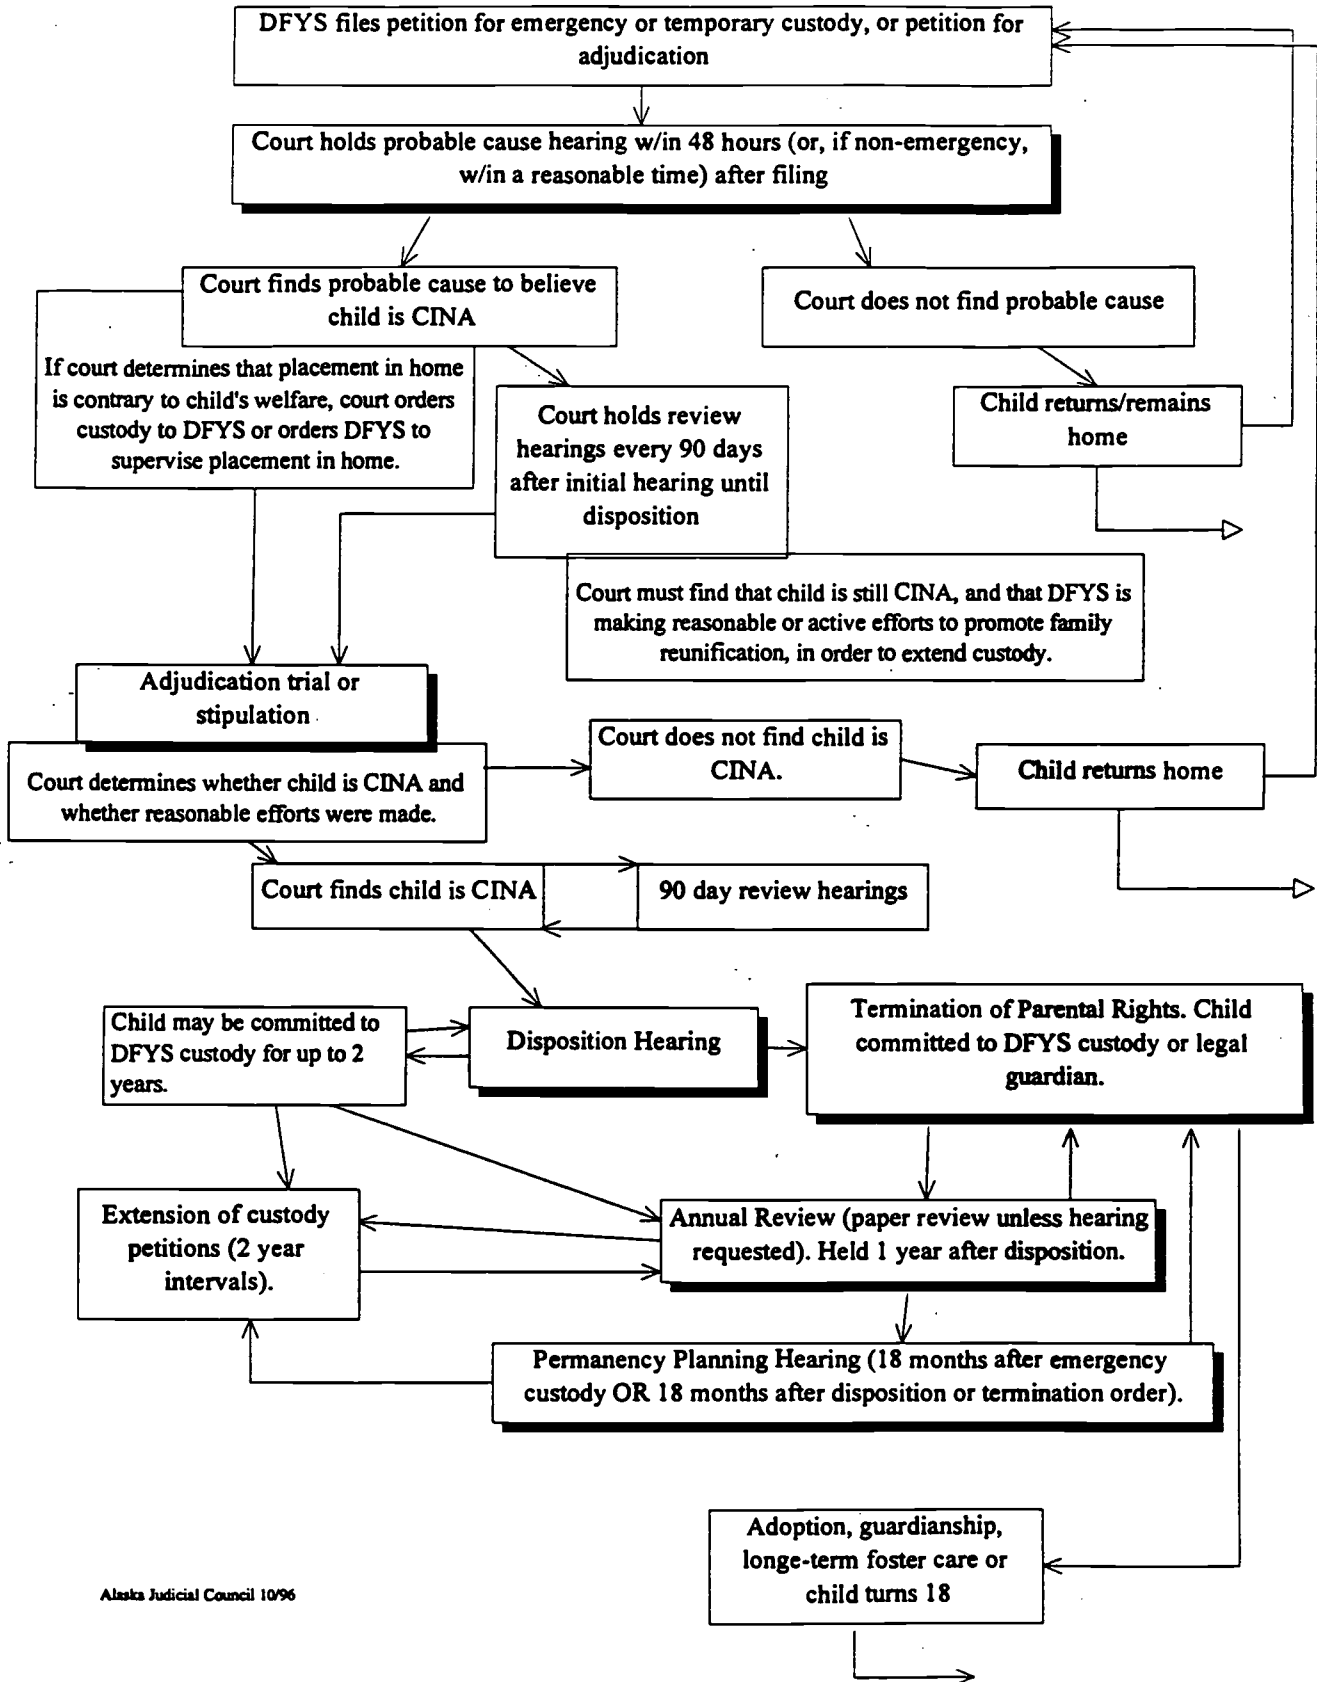 DFYS files petition for emergency or temporary custody, or petition for
adjudication
Court holds probable cause hearing w/in 48 hours (or, if non-emergency,
w/in a reasonable time) after filing
Court finds probable cause to believe
child is CINA
Court does not find probable cause
If court determines that placement in home
is contrary to child's welfare, court orders
custody to DFYS or orders DFYS to
supervise placement in home.
Court holds review
hearings every 90 days
after initial hearing until
disposition
Child returns/remains
home
Court must find that child is still CINA, and that DFYS is
making reasonable or active efforts to promote family
reunification, in order to extend custody.
Adjudication trial or
stipulation
Court determines whether child is CINA and
whether reasonable efforts were made.
Court does not find child is
CINA.
Child returns home
Court finds child is CINA
90 day review hearings
Child may be committed to
DFYS custody for up to 2
years.
Disposition Hearing
Termination of Parental Rights. Child
committed to DFYS custody or legal
guardian.
Extension of custody
petitions (2 year
intervals).
Annual Review (paper review unless hearing
requested). Held 1 year after disposition.
Permanency Planning Hearing (18 months after emergency
custody OR 18 months after disposition or termination order).
Adoption, guardianship,
longe-term foster care or
child turns 18
Alaska Judicial Council 10/96